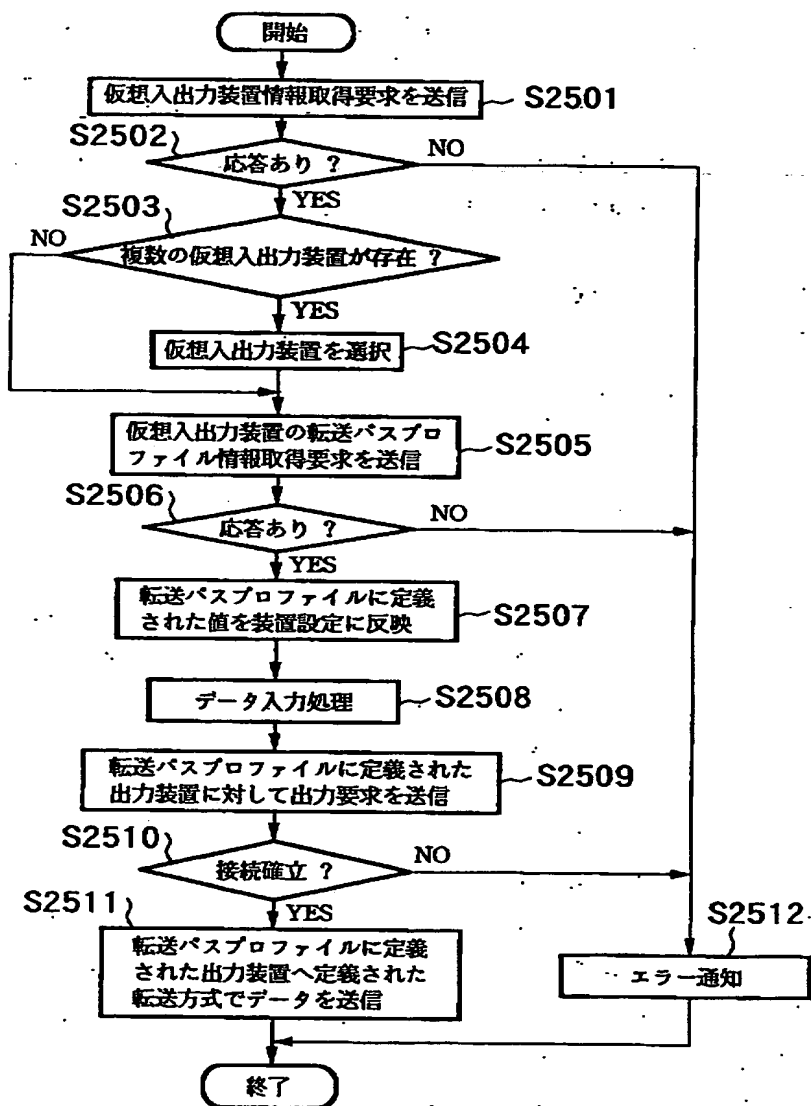 開始
仮想入出力装置情報取得要求を送信
S2501
S2502
応答あり ?
NO
YES
S2503
NO
複数の仮想入出力装置が存在 ?
YES
仮想入出力装置を選択
S2504
仮想入出力装置の転送パスプロ
ファイル情報取得要求を送信
S2505
S2506
応答あり ?
NO
YES
転送パスプロファイルに定義
された値を装置設定に反映
S2507
データ入力処理
S2508
転送パスプロファイルに定義された
出力装置に対して出力要求を送信
S2509
S2510
接続確立 ?
NO
YES
S2511
転送パスプロファイルに定義
された出力装置へ定義された
転送方式でデータを送信
S2512
エラー通知
終了